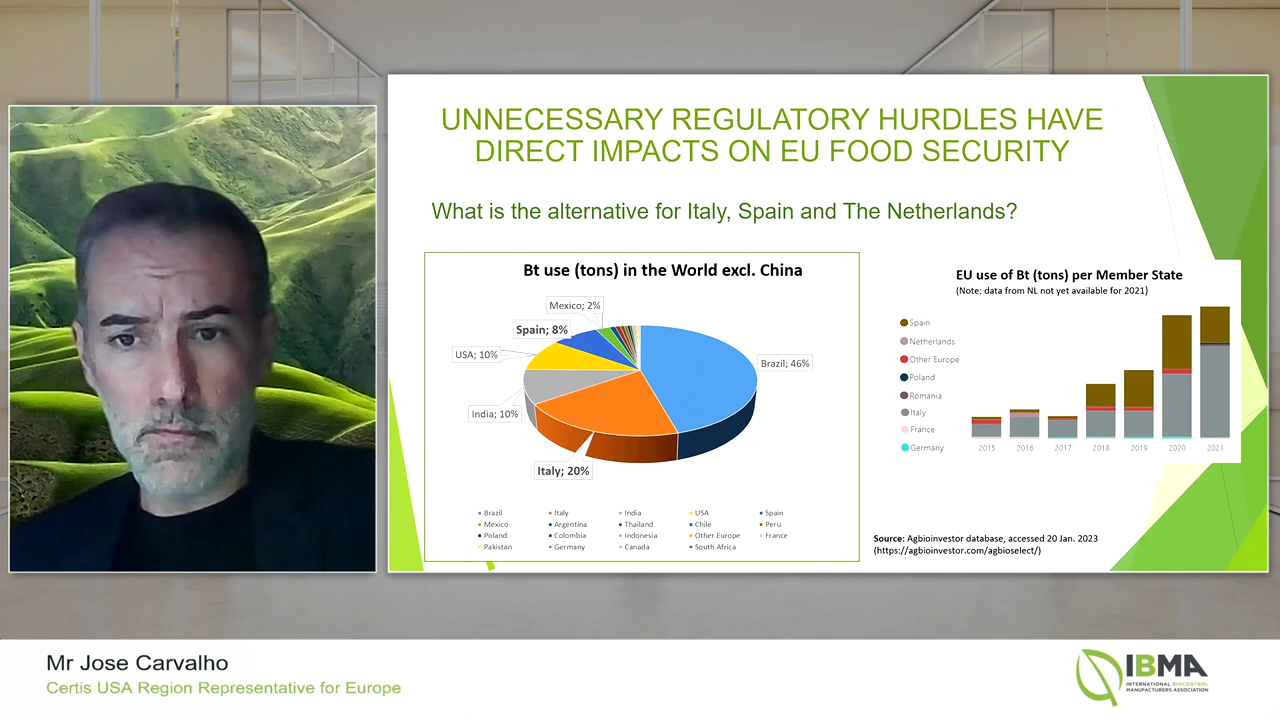 UNNECESSARY REGULATORY HURDLES HAVE
DIRECT IMPACTS ON EU FOOD SECURITY
What is the alternative for Italy, Spain and The Netherlands?
Bt use (tons) in the World excl. China
Mexico; 2%
Spain; 8%
USA; 10%
Brazil; 46%
India; 10%
Italy; 20%
Brazil Italy India USA Spain
Mexico Argentina Thailand Chile Peru
Poland Colombia Indonesia Other Europe France
Pakistan Germany Canada South Africa
EU use of Bt (tons) per Member State
(Note: data from NL not yet available for 2021)
Spain
Netherlands
Other Europe
Poland
Romania
Italy
France
Germany
2015 2016 2017 2018 2019 2020 2021
Source: Agbioinvestor database, accessed 20 Jan. 2023
(https://agbioinvestor.com/agbioselect/)
Mr Jose Carvalho
Certis USA Region Representative for Europe
IBMA
INTERNATIONAL BIOCONTROL
MANUFACTURERS ASSOCIATION